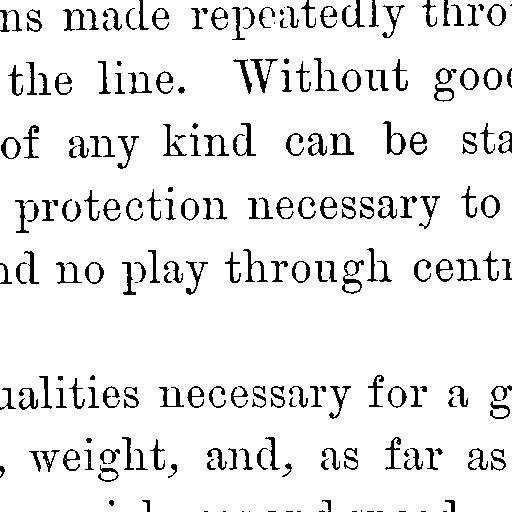 ns made repeatedly thro
the line. Without goo
of any kind can be sta
protection necessary to
nd no play through centr
ualities necessary for a g
, weight, and, as far as